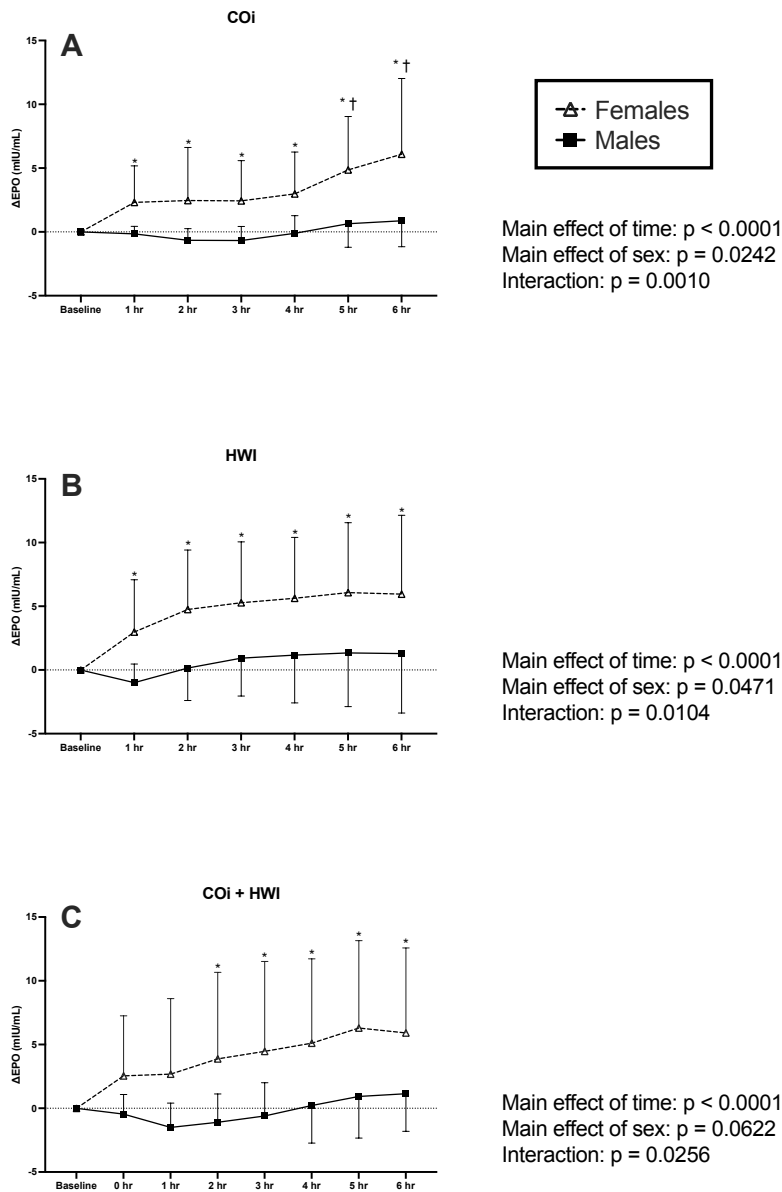 COi
A
15
10
5
0
-5
ΔEPO (mIU/mL)
* * * * *† *†
Baseline 1 hr 2 hr 3 hr 4 hr 5 hr 6 hr
Females
Males
Main effect of time: p < 0.0001
Main effect of sex: p = 0.0242
Interaction: p = 0.0010
HWI
B
15
10
5
0
-5
ΔEPO (mIU/mL)
* * * * * *
Baseline 1 hr 2 hr 3 hr 4 hr 5 hr 6 hr
Main effect of time: p < 0.0001
Main effect of sex: p = 0.0471
Interaction: p = 0.0104
COi + HWI
C
15
10
5
0
-5
ΔEPO (mIU/mL)
* * * * *
Baseline 0 hr 1 hr 2 hr 3 hr 4 hr 5 hr 6 hr
Main effect of time: p < 0.0001
Main effect of sex: p = 0.0622
Interaction: p = 0.0256